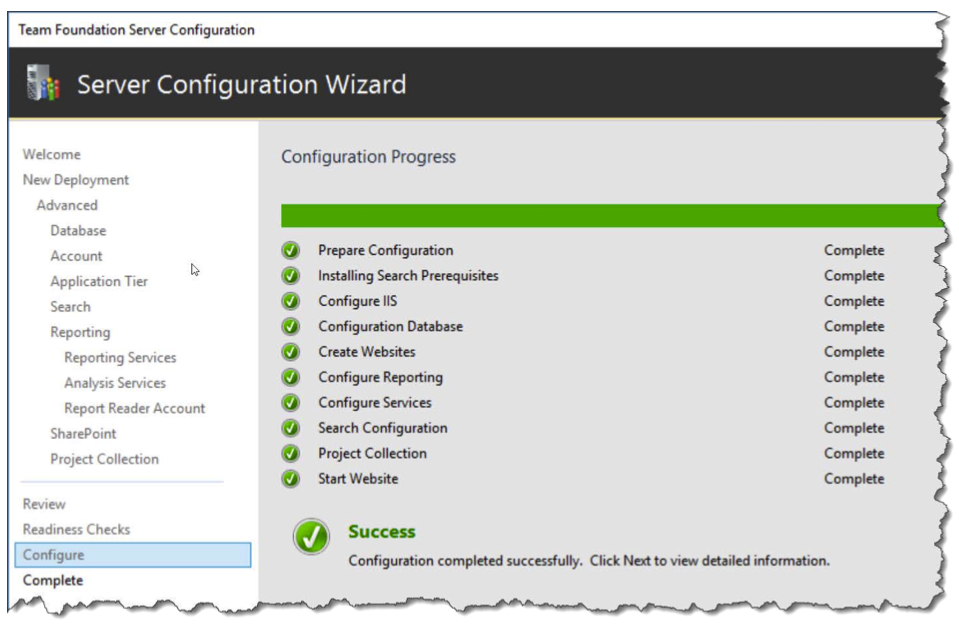 Team Foundation Server Configuration
Server Configuration Wizard
Welcome
New Deployment
Advanced
Database
Account
Application Tier
Search
Reporting
Reporting Services
Analysis Services
Report Reader Account
SharePoint
Project Collection
Review
Readiness Checks
Configure
Complete
Configuration Progress
Prepare Configuration Complete
Installing Search Prerequisites Complete
Configure IIS Complete
Configuration Database Complete
Create Websites Complete
Configure Reporting Complete
Configure Services Complete
Search Configuration Complete
Project Collection Complete
Start Website Complete
Success
Configuration completed successfully. Click Next to view detailed information.